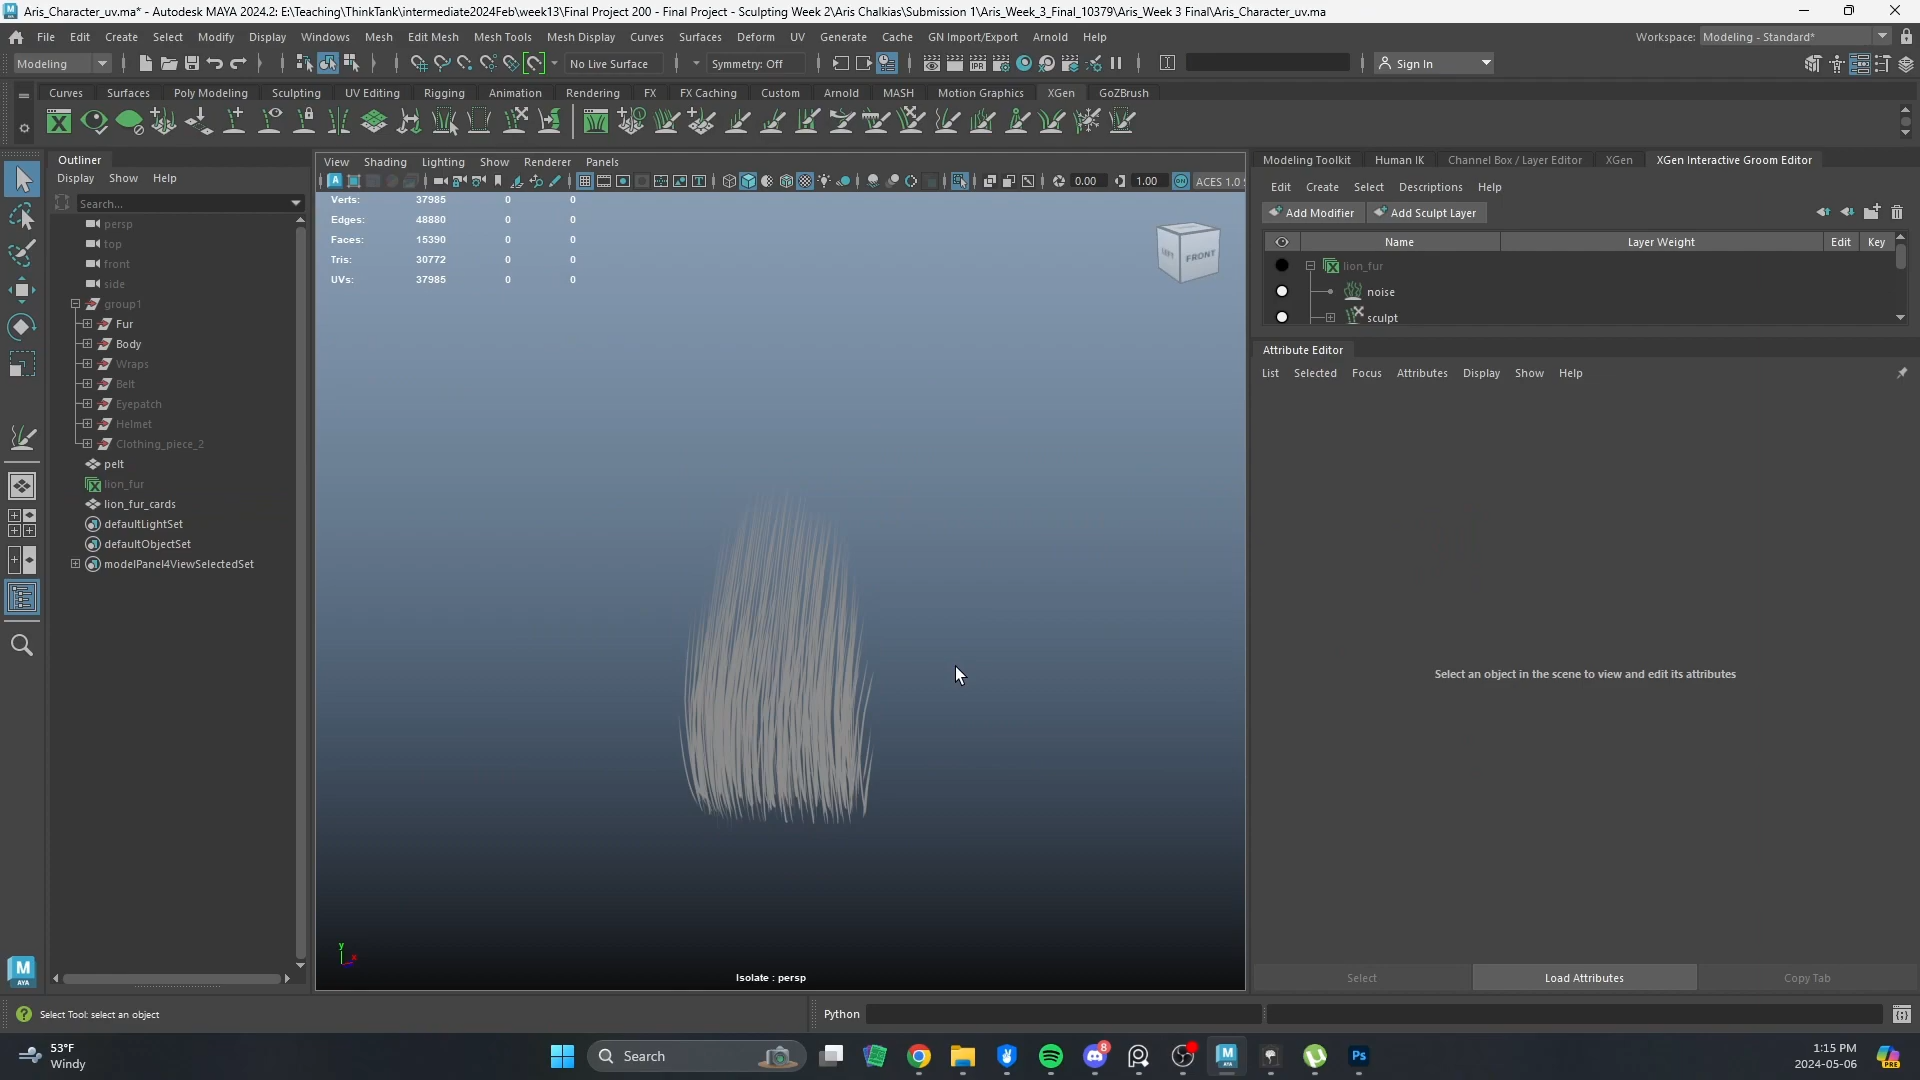 Aris_Character_uv.ma* - Autodesk MAYA 2024.2: E:\Teaching\ThinkTank\intermediate2024Feb\week13\Final Project 200 - Final Project - Sculpting Week 2\Aris Chalkias\Submission 1\Aris_Week_3_Final_10379\Aris_Week 3 Final\Aris_Character_uv.ma
File Edit Create Select Modify Display Windows Mesh Edit Mesh Mesh Tools Mesh Display Curves Surfaces Deform UV Generate Cache GN Import/Export Arnold Help Workspace: Modeling - Standard*
Modeling No Live Surface Symmetry: Off Sign In
Curves Surfaces Poly Modeling Sculpting UV Editing Rigging Animation Rendering FX FX Caching Custom Arnold MASH Motion Graphics XGen GoZBrush
Outliner
Display Show Help
Search...
persp
top
front
side
group1
Fur
Body
Wraps
Belt
Eyepatch
Helmet
Clothing_piece_2
pelt
lion_fur
lion_fur_cards
defaultLightSet
defaultObjectSet
modelPanel4ViewSelectedSet
View Shading Lighting Show Renderer Panels
0.00 1.00 ACES 1.0
Verts: 37985 0 0
Edges: 48880 0 0
Faces: 15390 0 0
Tris: 30772 0 0
UVs: 37985 0 0
LEFT FRONT
y
x
Isolate : persp
Modeling Toolkit Human IK Channel Box / Layer Editor XGen XGen Interactive Groom Editor
Edit Create Select Descriptions Help
Add Modifier Add Sculpt Layer
Name Layer Weight Edit Key
lion_fur
noise
sculpt
Attribute Editor
List Selected Focus Attributes Display Show Help
Select an object in the scene to view and edit its attributes
Select Load Attributes Copy Tab
Select Tool: select an object
Python
53°F
Windy
Search
8
Ps
1:15 PM
2024-05-06